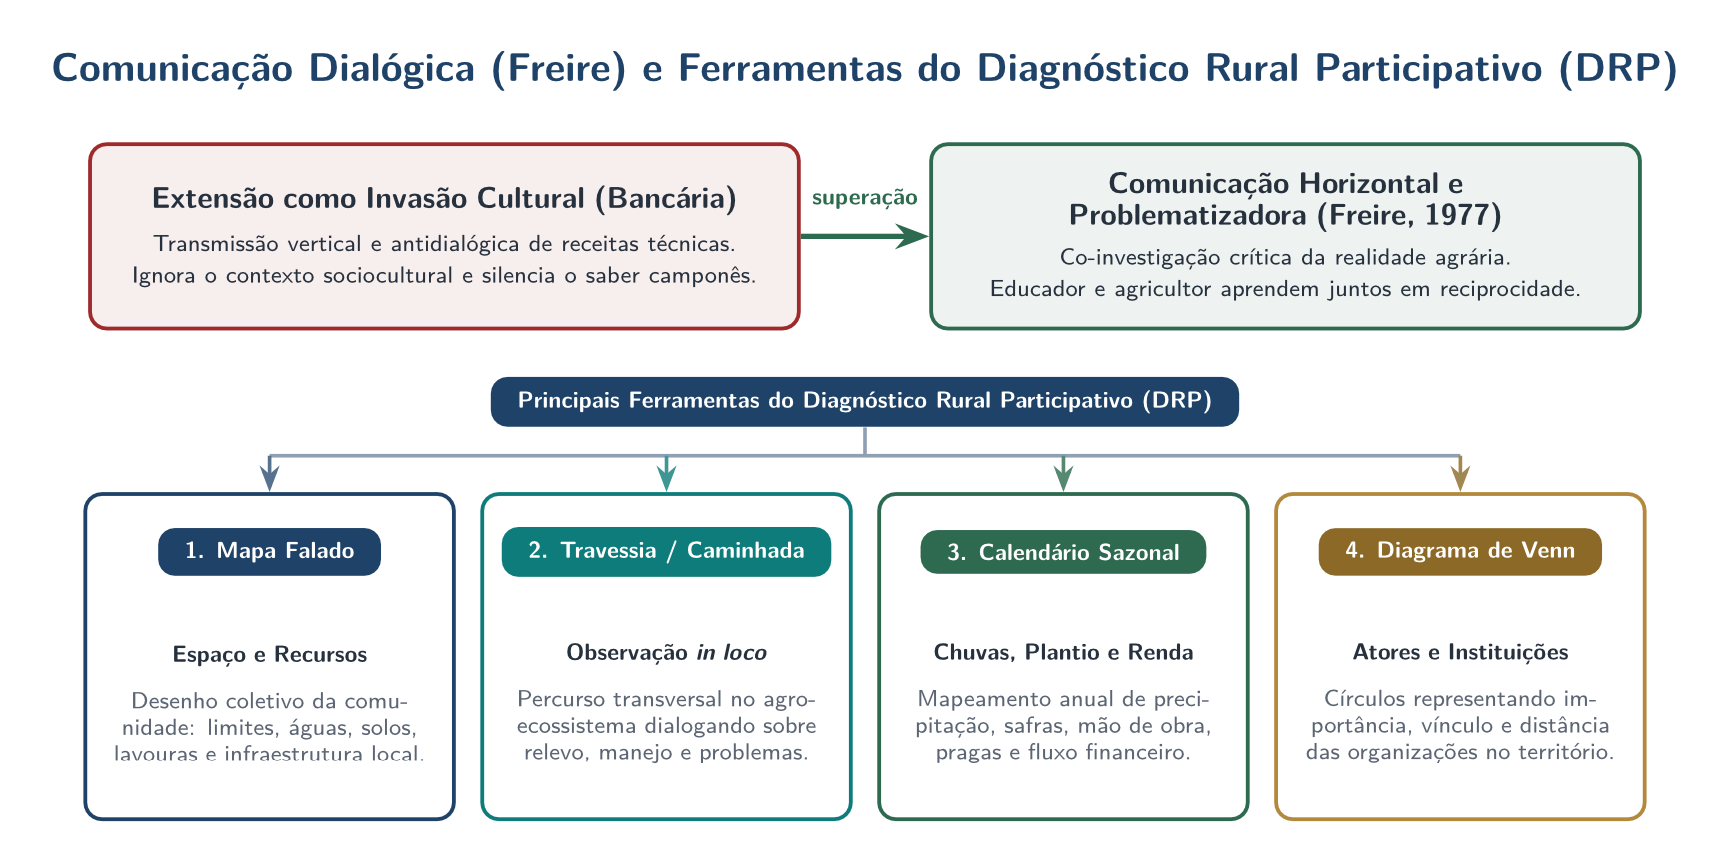 Comunicação Dialógica (Freire) e Ferramentas do Diagnóstico Rural Participativo (DRP)
Extensão como Invasão Cultural (Bancária)
Transmissão vertical e antidialógica de receitas técnicas.
Ignora o contexto sociocultural e silencia o saber camponês.
superação
Comunicação Horizontal e
Problematizadora (Freire, 1977)
Co-investigação crítica da realidade agrária.
Educador e agricultor aprendem juntos em reciprocidade.
Principais Ferramentas do Diagnóstico Rural Participativo (DRP)
1. Mapa Falado
Espaço e Recursos
Desenho coletivo da comu-
nidade: limites, águas, solos,
lavouras e infraestrutura local.
2. Travessia / Caminhada
Observação in loco
Percurso transversal no agro-
ecossistema dialogando sobre
relevo, manejo e problemas.
3. Calendário Sazonal
Chuvas, Plantio e Renda
Mapeamento anual de preci-
pitação, safras, mão de obra,
pragas e fluxo financeiro.
4. Diagrama de Venn
Atores e Instituições
Círculos representando im-
portância, vínculo e distância
das organizações no território.